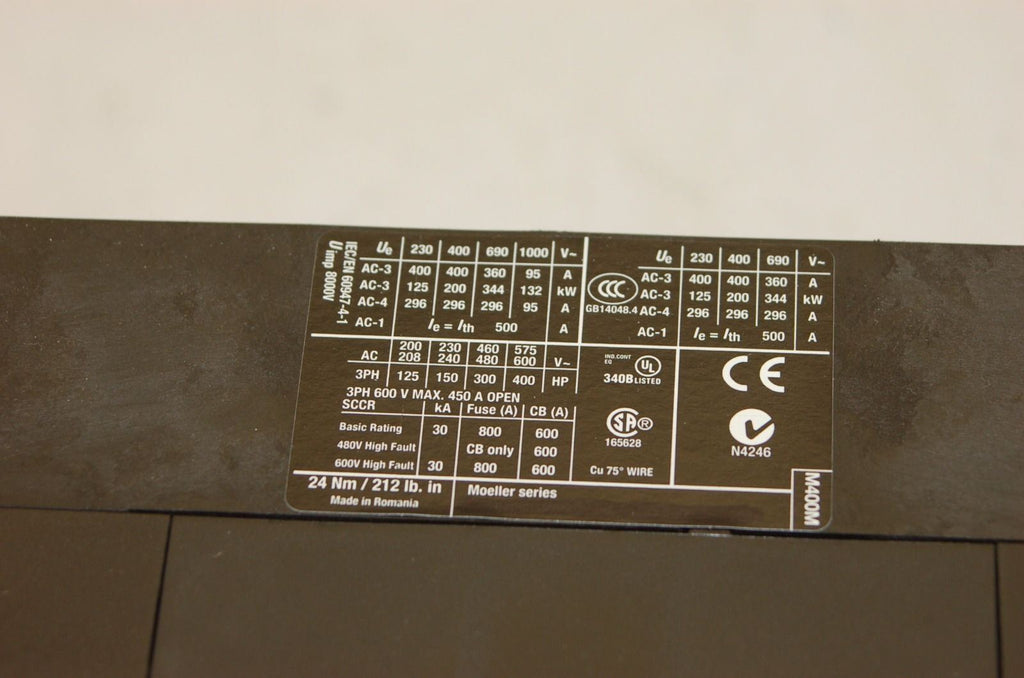 IEC/EN 60947-4-1
Uimp 8000V
Ue 230 400 690 1000 V~
AC-3 400 400 360 95 A
AC-3 125 200 344 132 kW
AC-4 296 296 296 95 A
AC-1 Ie = Ith 500 A
CCC
GB14048.4
Ue 230 400 690 V~
AC-3 400 400 360 A
AC-3 125 200 344 kW
AC-4 296 296 296 A
AC-1 Ie = Ith 500 A
AC 200 208 230 240 460 480 575 600 V~
3PH 125 150 300 400 HP
3PH 600 V MAX. 450 A OPEN
SCCR kA Fuse (A) CB (A)
Basic Rating 30 800 600
480V High Fault CB only 600
600V High Fault 30 800 600
IND.CONT
EQ
UL
340B LISTED
SA ®
165628
Cu 75° WIRE
CE
N4246
24 Nm / 212 lb. in
Made in Romania
Moeller series
M400M